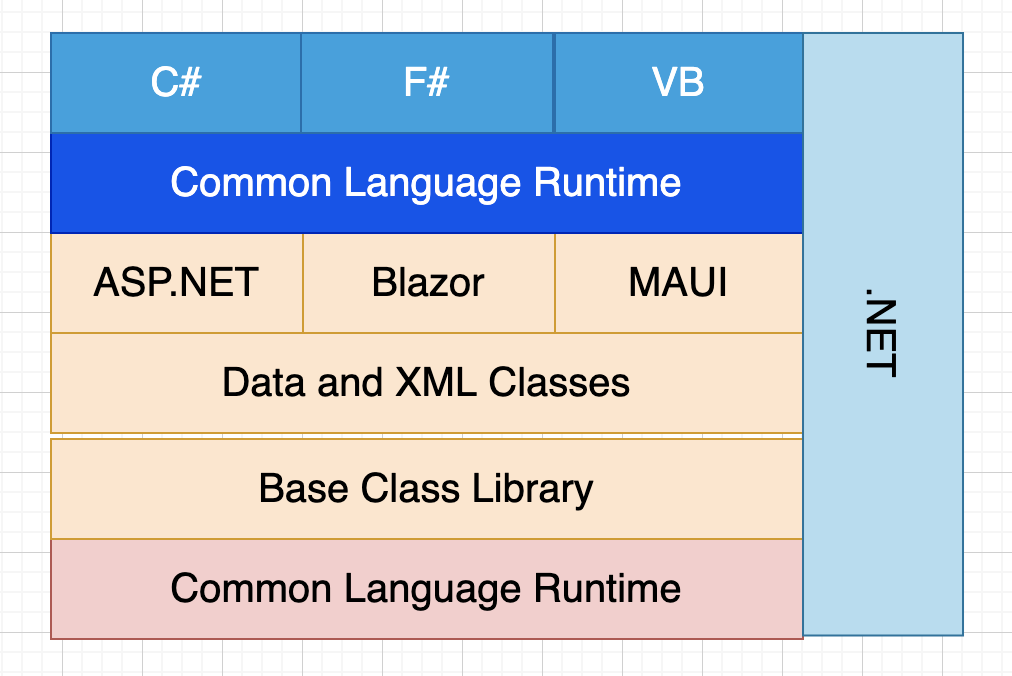 C#
F#
VB
Common Language Runtime
ASP.NET
Blazor
MAUI
Data and XML Classes
Base Class Library
Common Language Runtime
.NET